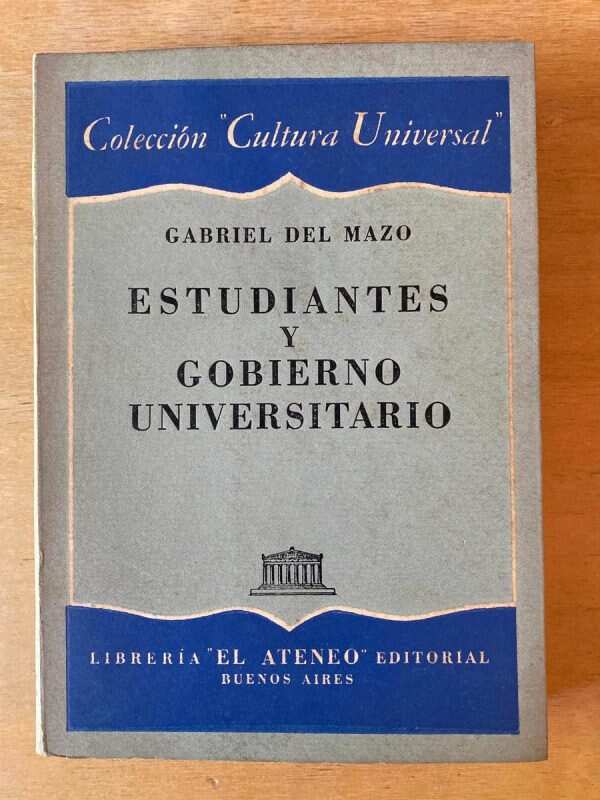 Colección "Cultura Universal"
GABRIEL DEL MAZO
ESTUDIANTES
Y
GOBIERNO
UNIVERSITARIO
LIBRERÍA "EL ATENEO" EDITORIAL
BUENOS AIRES